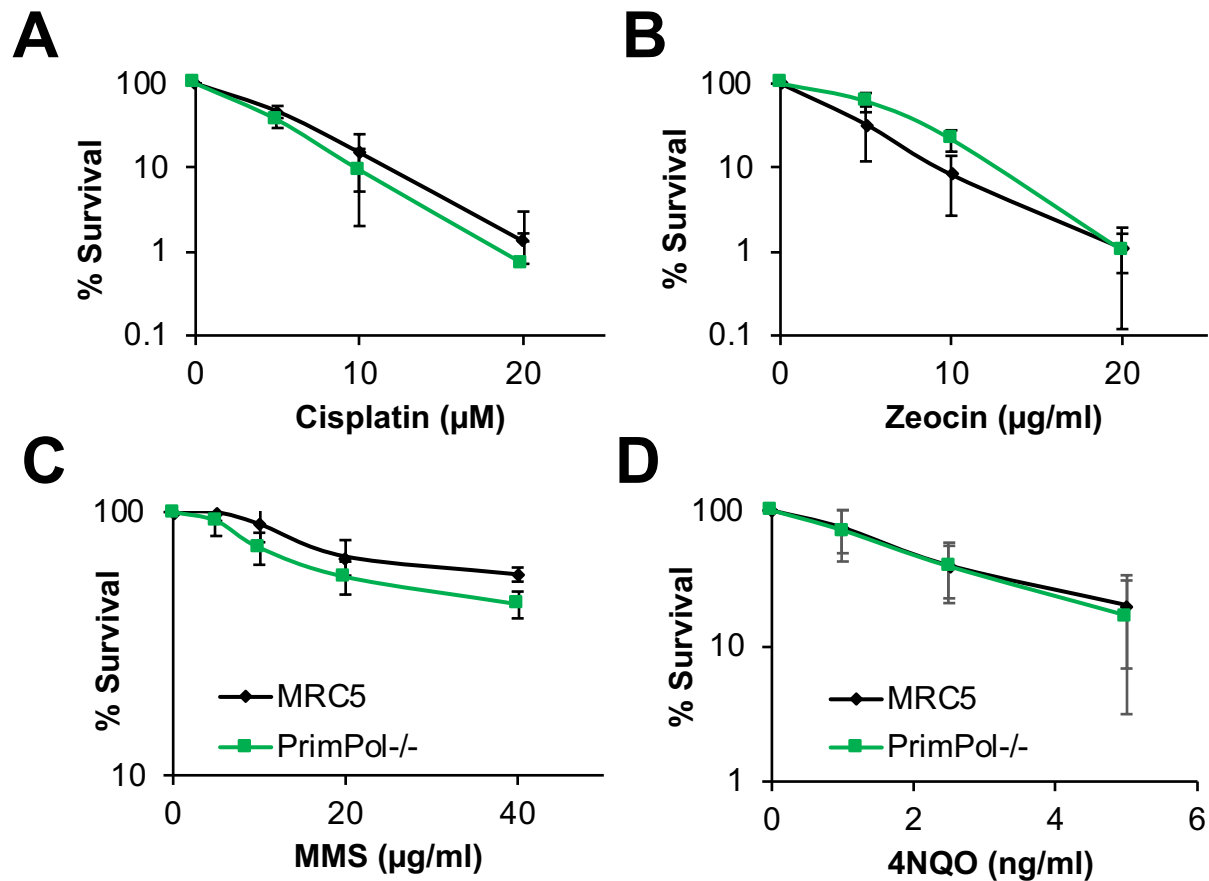 A
% Survival
100
10
1
0.1
0
10
20
Cisplatin (µM)
B
% Survival
100
10
1
0.1
0
10
20
Zeocin (µg/ml)
C
% Survival
100
10
MRC5
PrimPol-/-
0
20
40
MMS (µg/ml)
D
% Survival
100
10
1
MRC5
PrimPol-/-
0
2
4
6
4NQO (ng/ml)